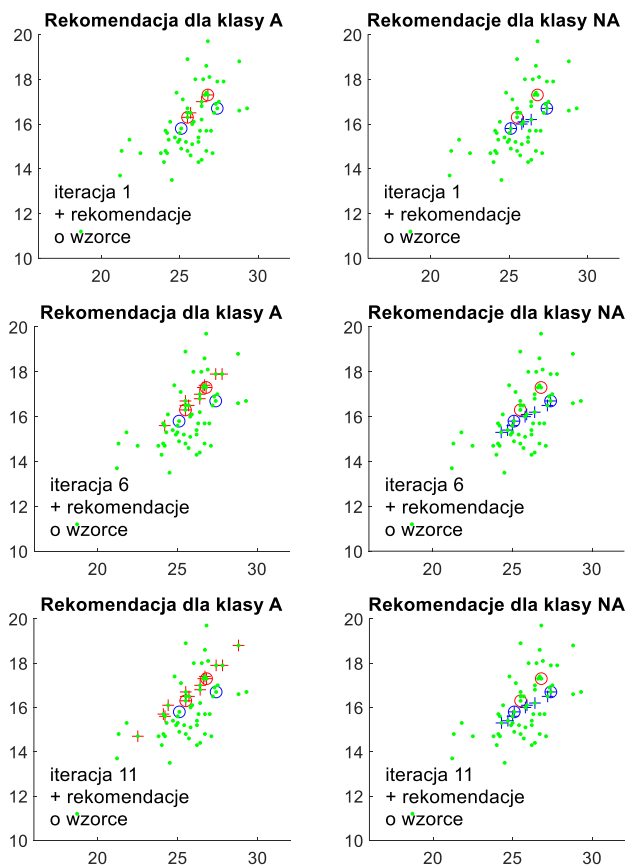 Rekomendacja dla klasy A
20
18
16
14
12
10
20
25
30
iteracja 1
+ rekomendacje
o wzorce
Rekomendacje dla klasy NA
20
18
16
14
12
10
20
25
30
iteracja 1
+ rekomendacje
o wzorce
Rekomendacja dla klasy A
20
18
16
14
12
10
20
25
30
iteracja 6
+ rekomendacje
o wzorce
Rekomendacje dla klasy NA
20
18
16
14
12
10
20
25
30
iteracja 6
+ rekomendacje
o wzorce
Rekomendacja dla klasy A
20
18
16
14
12
10
20
25
30
iteracja 11
+ rekomendacje
o wzorce
Rekomendacje dla klasy NA
20
18
16
14
12
10
20
25
30
iteracja 11
+ rekomendacje
o wzorce